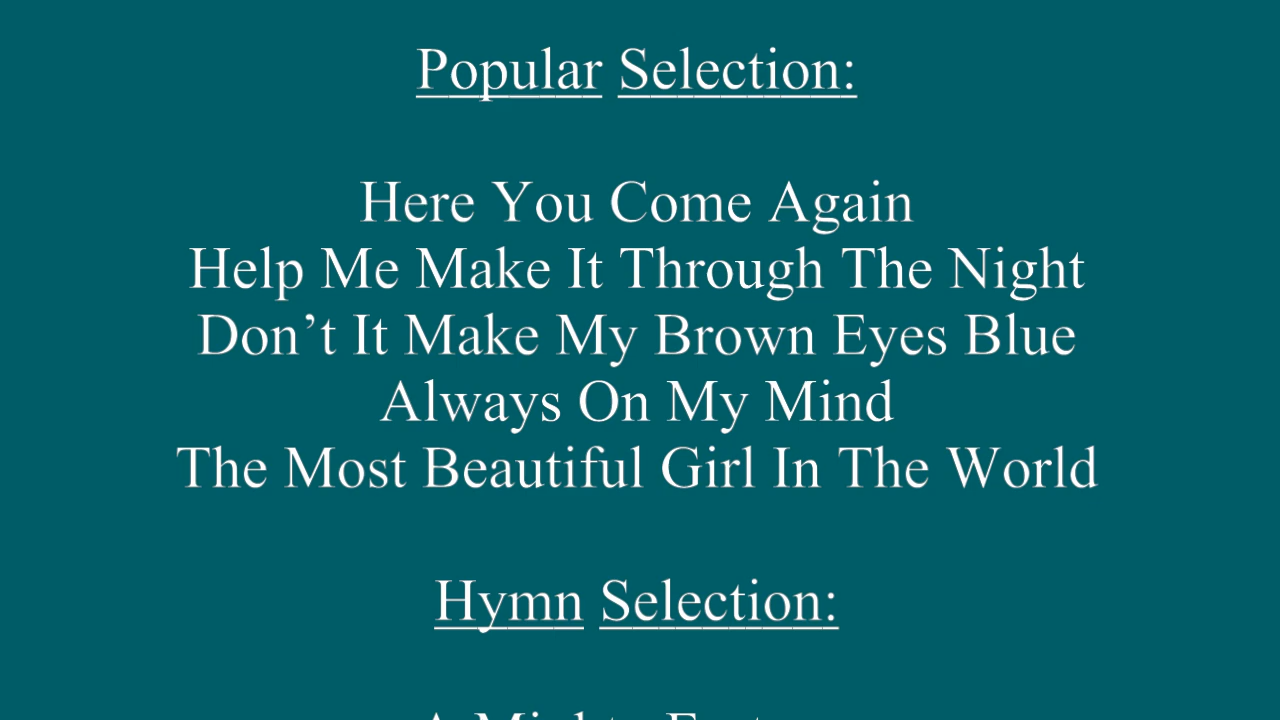 Popular Selection:
Here You Come Again
Help Me Make It Through The Night
Don’t It Make My Brown Eyes Blue
Always On My Mind
The Most Beautiful Girl In The World
Hymn Selection: